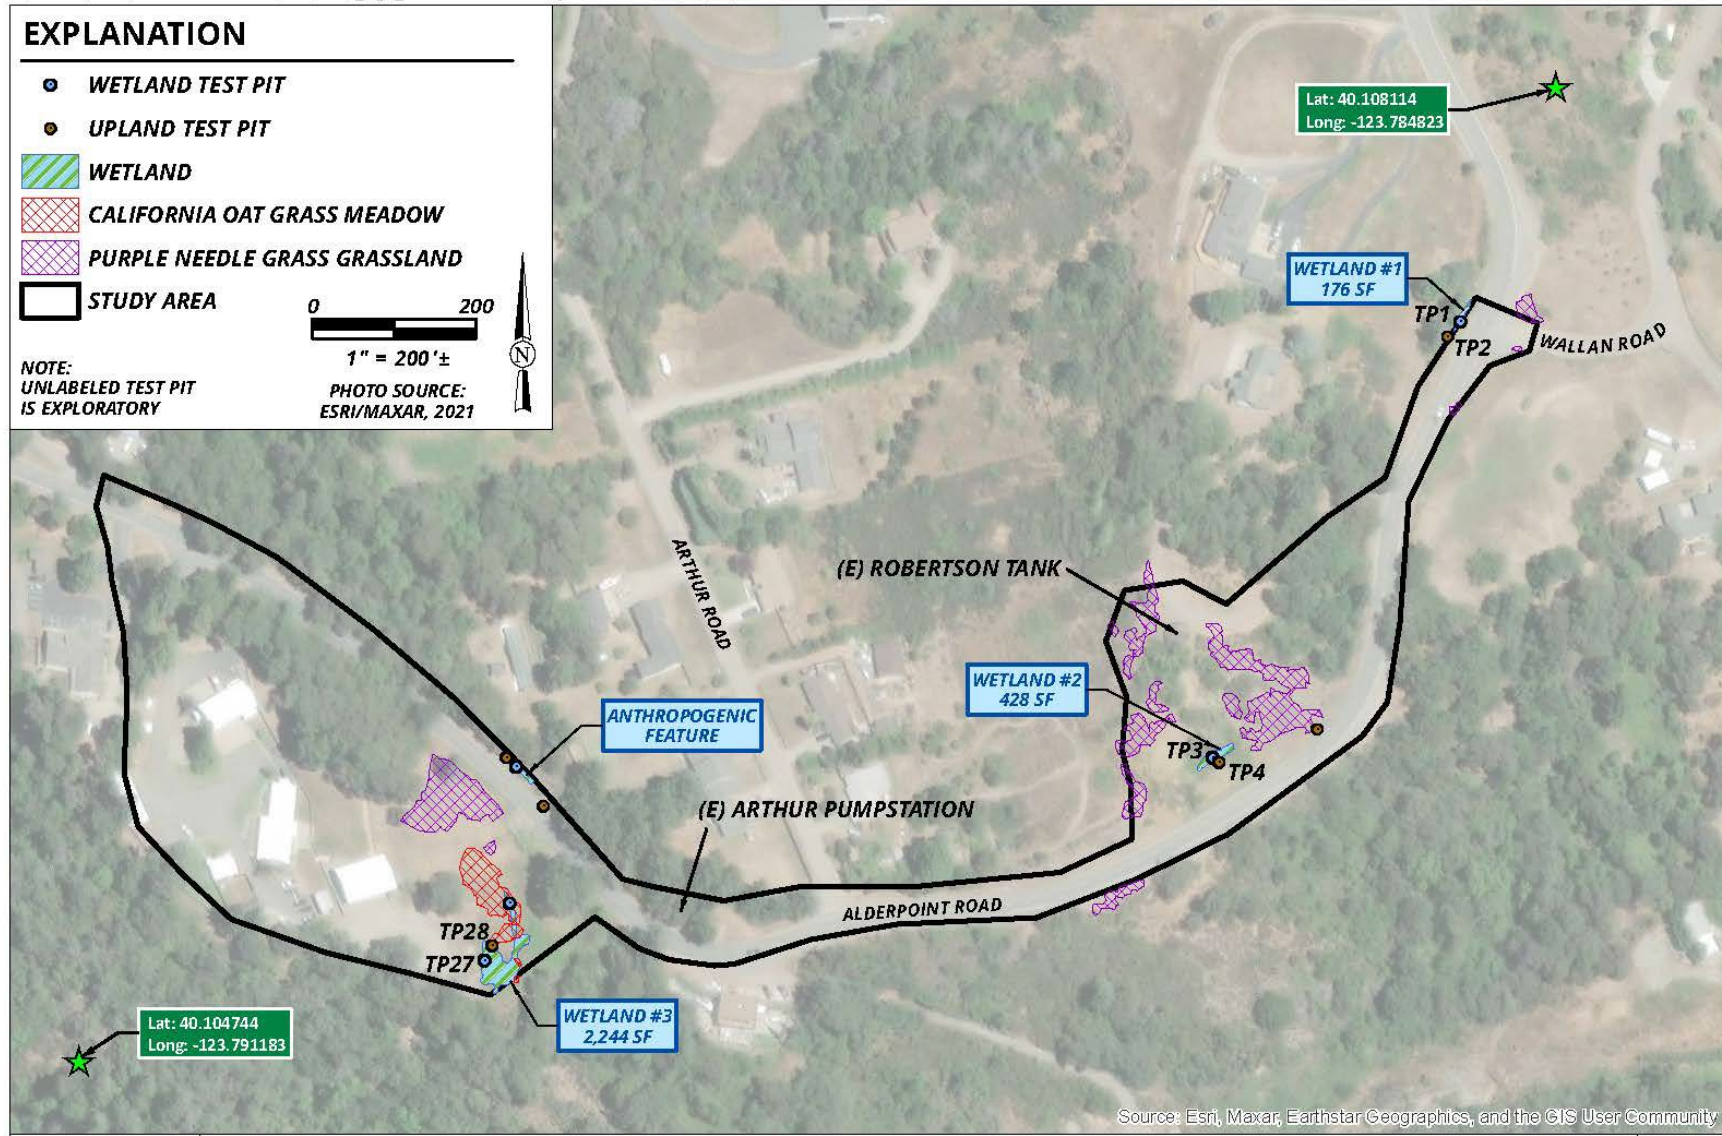 EXPLANATION
WETLAND TEST PIT
UPLAND TEST PIT
WETLAND
CALIFORNIA OAT GRASS MEADOW
PURPLE NEEDLE GRASS GRASSLAND
STUDY AREA
0 200
1" = 200'±
N
NOTE:
UNLABELED TEST PIT
IS EXPLORATORY
PHOTO SOURCE:
ESRI/MAXAR, 2021
Lat: 40.108114
Long: -123.784823
WETLAND #1
176 SF
TP1
TP2
WALLAN ROAD
ARTHUR ROAD
(E) ROBERTSON TANK
WETLAND #2
428 SF
TP3
TP4
ANTHROPOGENIC
FEATURE
(E) ARTHUR PUMPSTATION
ALDERPOINT ROAD
TP28
TP27
WETLAND #3
2,244 SF
Lat: 40.104744
Long: -123.791183
Source: Esri, Maxar, Earthstar Geographics, and the GIS User Community